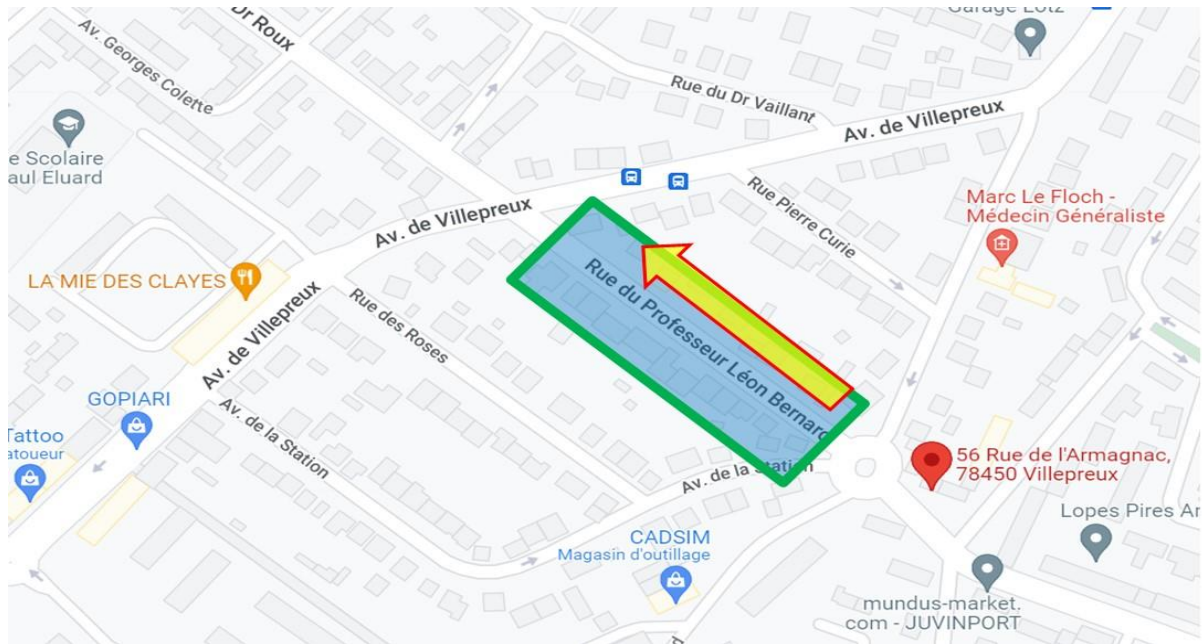 Garage Lotz
Dr Roux
Av. Georges Colette
Rue du Dr Vaillant
Av. de Villepreux
e Scolaire
aul Eluard
Rue Pierre Curie
Marc Le Floch -
Médecin Généraliste
Av. de Villepreux
LA MIE DES CLAYES
Rue du Professeur Léon Bernard
Rue des Roses
Av. de Villepreux
GOPIARI
Av. de la Station
Tattoo
atoueur
Av. de la Station
56 Rue de l'Armagnac,
78450 Villepreux
Lopes Pires Ar
CADSIM
Magasin d'outillage
mundus-market.
com - JUVINPORT